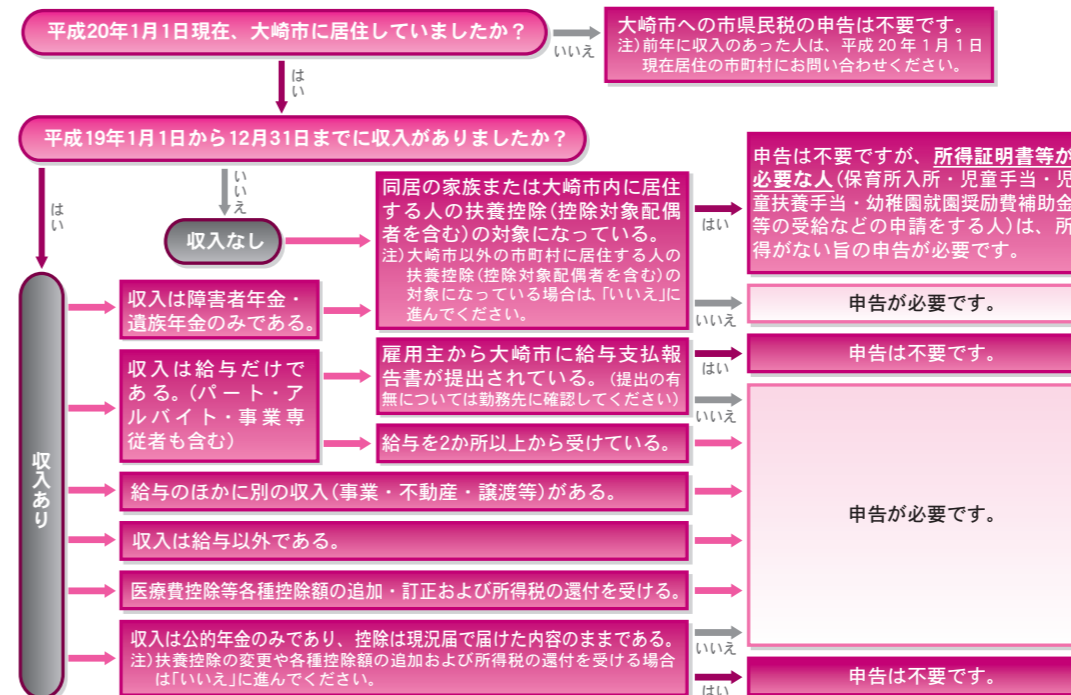 平成20年1月1日現在、大崎市に居住していましたか？
いいえ
大崎市への市県民税の申告は不要です。
注)前年に収入のあった人は、平成20年1月1日
現在居住の市町村にお問い合わせください。
はい
平成19年1月1日から12月31日までに収入がありましたか？
はい
いいえ
収入なし
同居の家族または大崎市内に居住
する人の扶養控除(控除対象配偶
者を含む)の対象になっている。
注)大崎市以外の市町村に居住する人の
扶養控除(控除対象配偶者を含む)の
対象になっている場合は、「いいえ」に
進んでください。
はい
申告は不要ですが、所得証明書等が
必要な人(保育所入所・児童手当・児
童扶養手当・幼稚園就園奨励費補助金
等の受給などの申請をする人)は、所
得がない旨の申告が必要です。
いいえ
申告が必要です。
収入あり
収入は障害者年金・
遺族年金のみである。
収入は給与だけで
ある。(パート・ア
ルバイト・事業専
従者も含む)
雇用主から大崎市に給与支払報
告書が提出されている。(提出の有
無については勤務先に確認してください)
はい
申告は不要です。
いいえ
給与を2か所以上から受けている。
給与のほかに別の収入(事業・不動産・譲渡等)がある。
収入は給与以外である。
医療費控除等各種控除額の追加・訂正および所得税の還付を受ける。
申告が必要です。
収入は公的年金のみであり、控除は現況届で届けた内容のままである。
注)扶養控除の変更や各種控除額の追加および所得税の還付を受ける場合
は「いいえ」に進んでください。
いいえ
はい
申告は不要です。